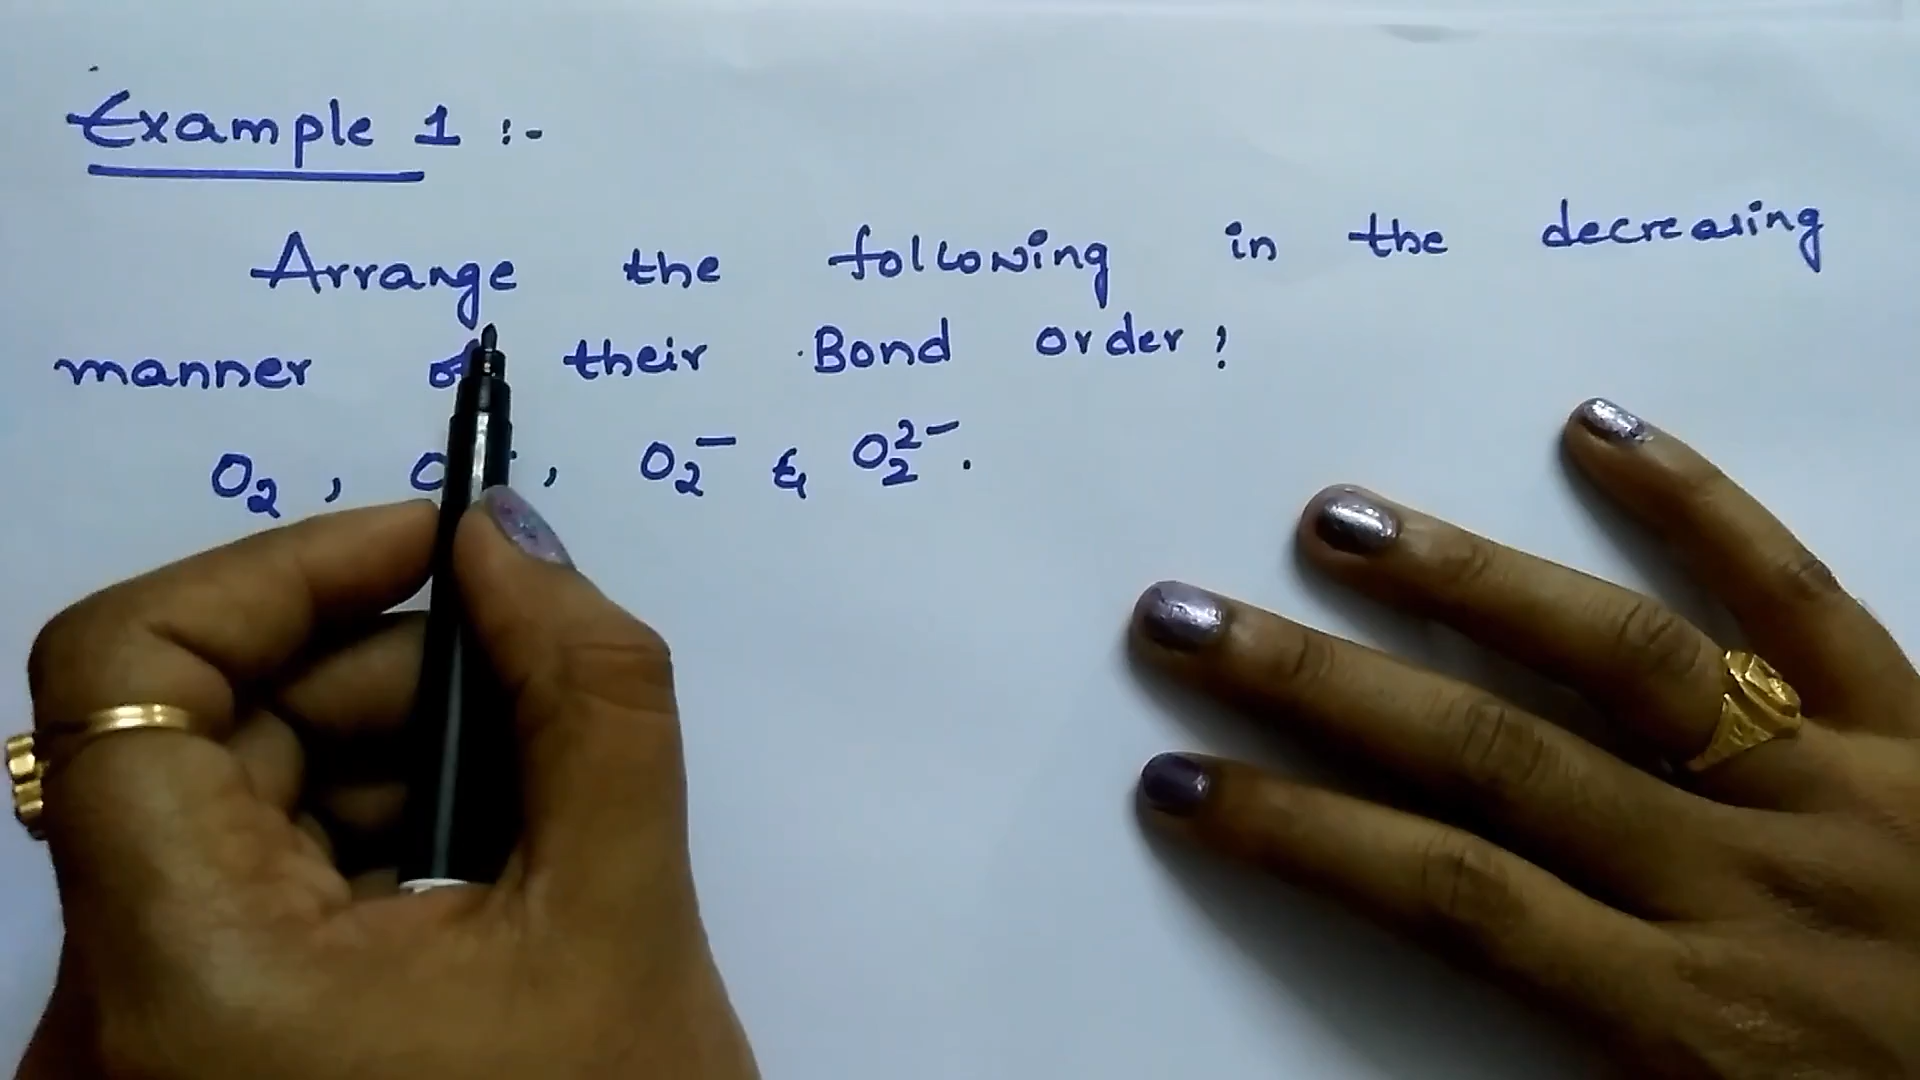 Example 1 :-
Arrange the following in the decreasing
manner their Bond order?
O₂ , , O₂⁻ & O₂²⁻.